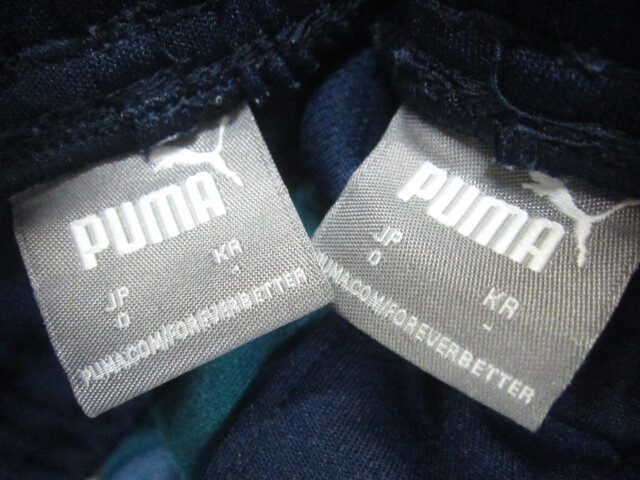 PUMA
JP KR
O -
PUMA.COM/FOREVERBETTER
PUMA
JP KR
O -
PUMA.COM/FOREVERBETTER